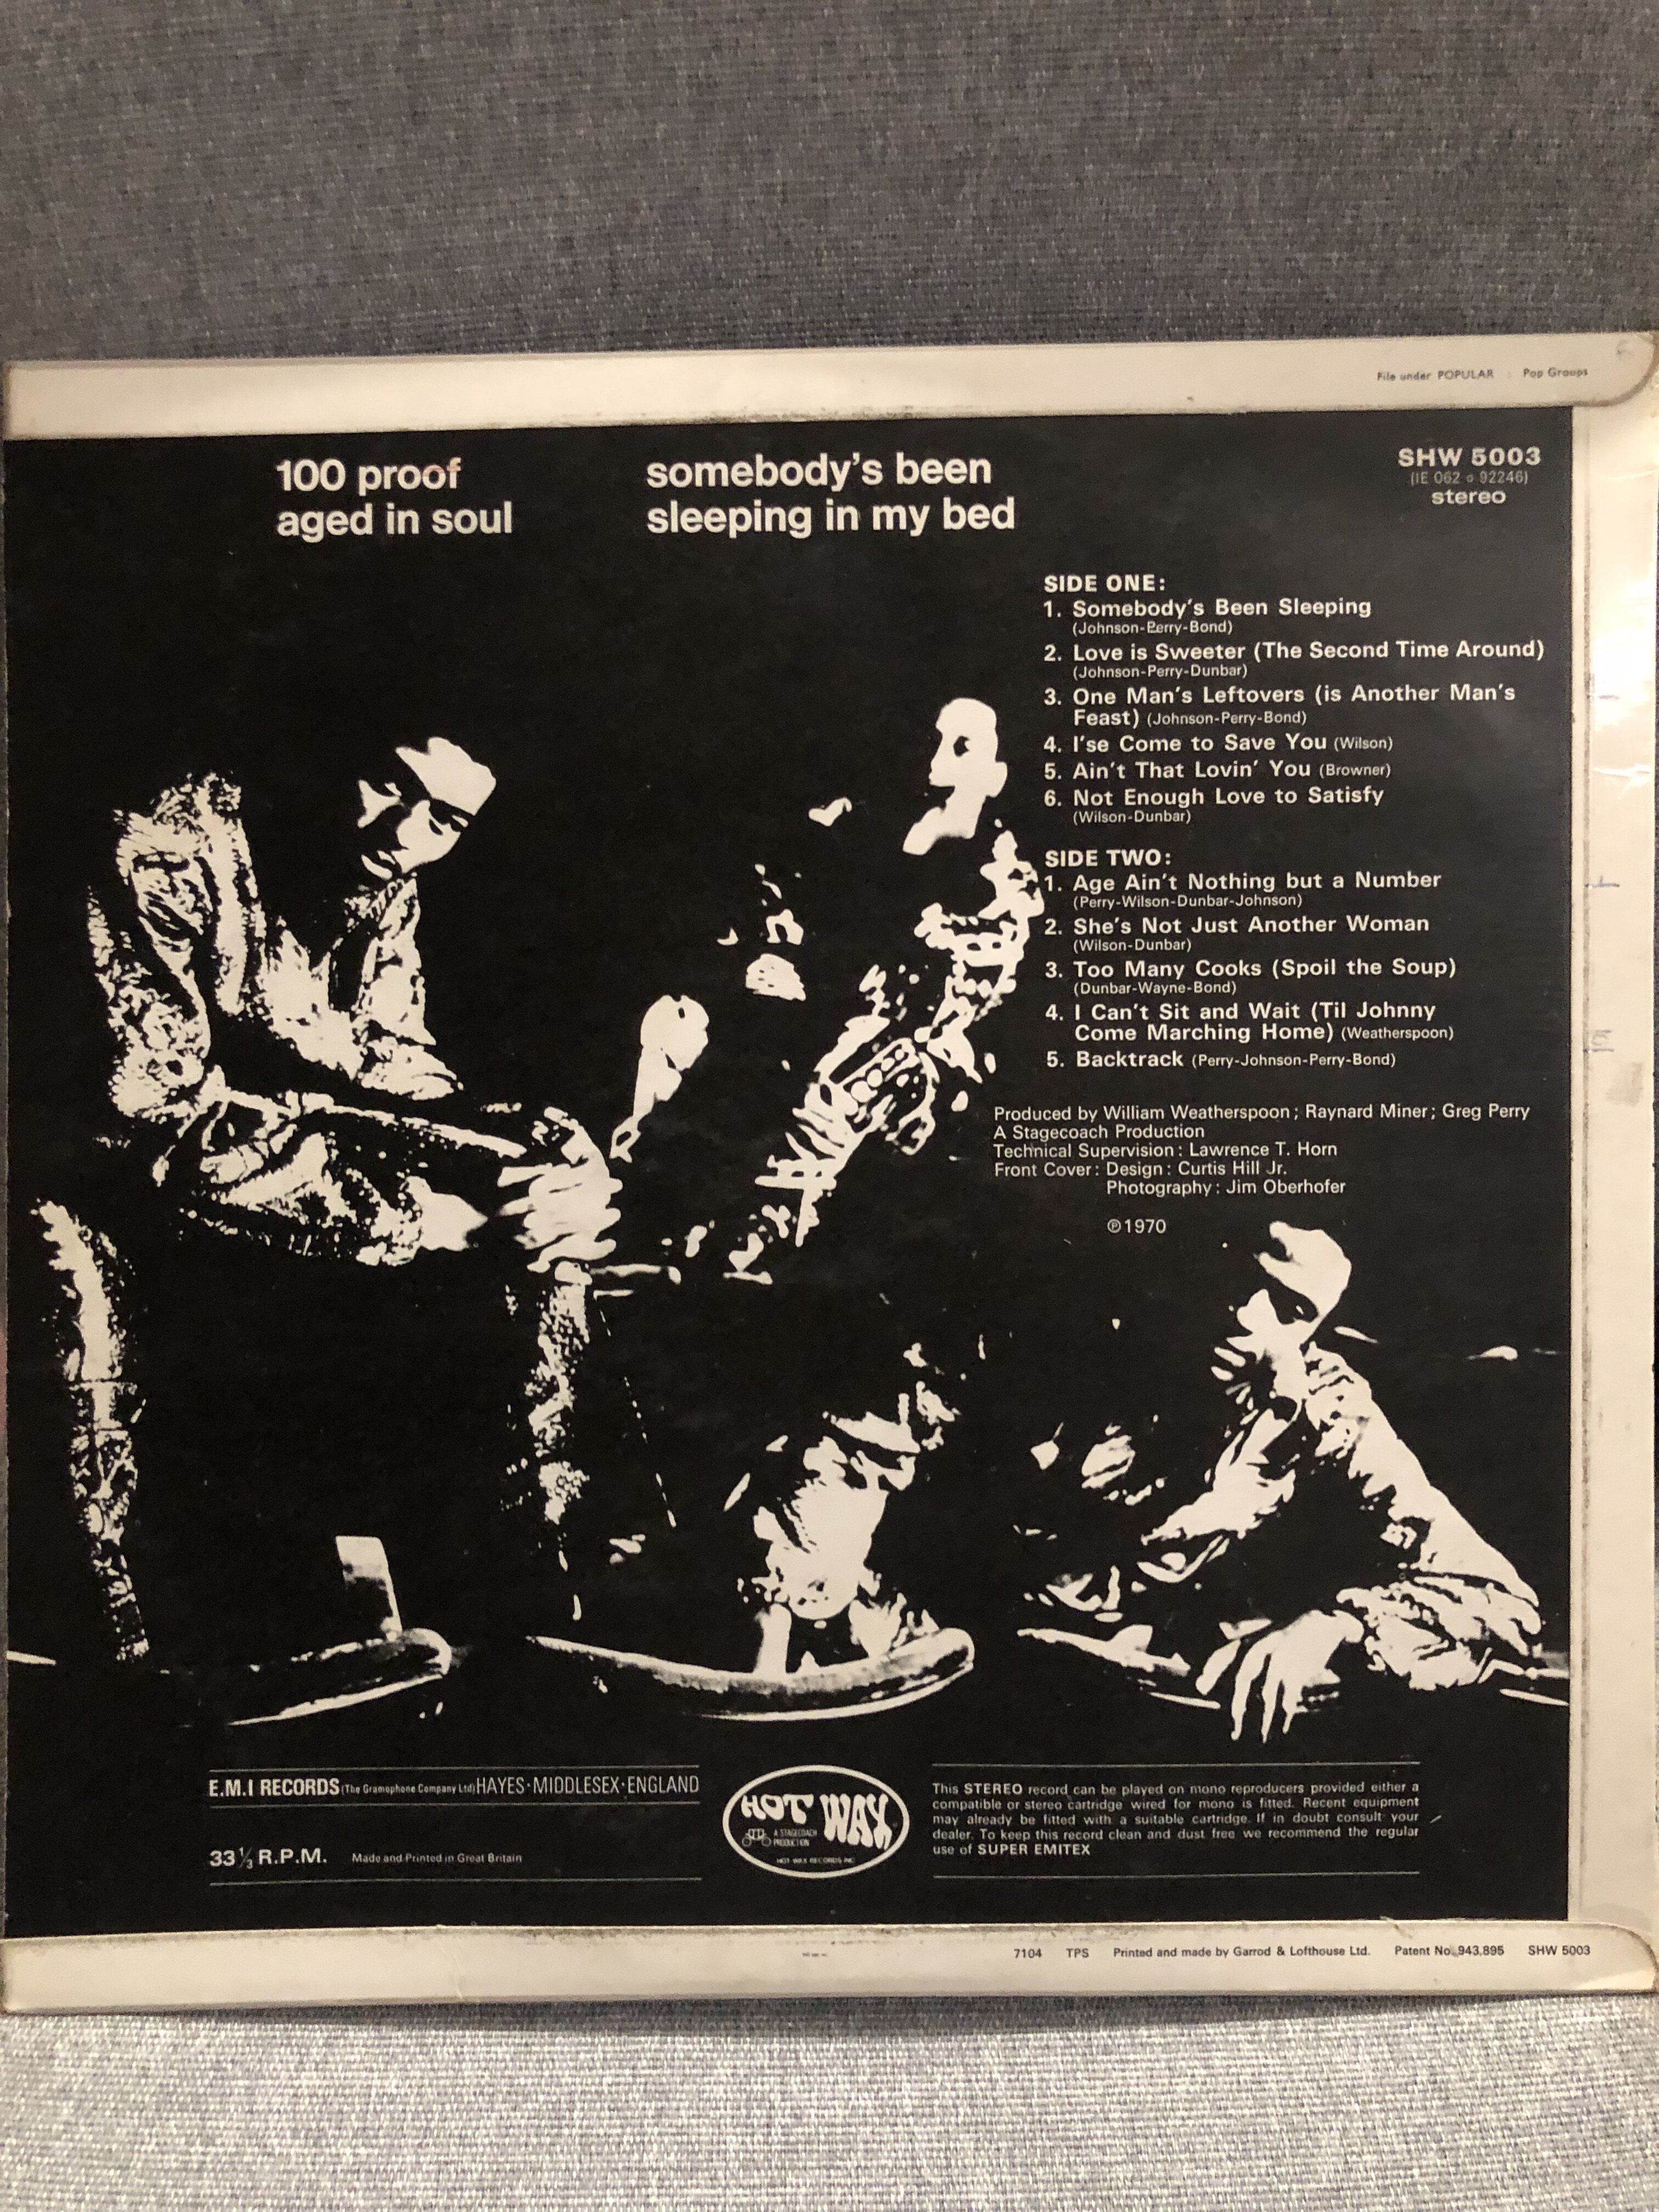 File under POPULAR : Pop Groups
100 proof
aged in soul
somebody's been
sleeping in my bed
SHW 5003
(IE 062 o 92246)
stereo
SIDE ONE:
1. Somebody's Been Sleeping
(Johnson-Perry-Bond)
2. Love is Sweeter (The Second Time Around)
(Johnson-Perry-Dunbar)
3. One Man's Leftovers (is Another Man's
Feast) (Johnson-Perry-Bond)
4. I'se Come to Save You (Wilson)
5. Ain't That Lovin' You (Browner)
6. Not Enough Love to Satisfy
(Wilson-Dunbar)
SIDE TWO:
1. Age Ain't Nothing but a Number
(Perry-Wilson-Dunbar-Johnson)
2. She's Not Just Another Woman
(Wilson-Dunbar)
3. Too Many Cooks (Spoil the Soup)
(Dunbar-Wayne-Bond)
4. I Can't Sit and Wait (Til Johnny
Come Marching Home) (Weatherspoon)
5. Backtrack (Perry-Johnson-Perry-Bond)
Produced by William Weatherspoon; Raynard Miner; Greg Perry
A Stagecoach Production
Technical Supervision: Lawrence T. Horn
Front Cover: Design: Curtis Hill Jr.
Photography: Jim Oberhofer
℗1970
E.M.I RECORDS (The Gramophone Company Ltd) HAYES·MIDDLESEX·ENGLAND
33⅓ R.P.M. Made and Printed in Great Britain
HOT WAX
A STAGECOACH
PRODUCTION
HOT WAX RECORDS INC
This STEREO record can be played on mono reproducers provided either a
compatible or stereo cartridge wired for mono is fitted. Recent equipment
may already be fitted with a suitable cartridge. If in doubt consult your
dealer. To keep this record clean and dust free we recommend the regular
use of SUPER EMITEX
7104 TPS Printed and made by Garrod & Lofthouse Ltd. Patent No. 943,895 SHW 5003